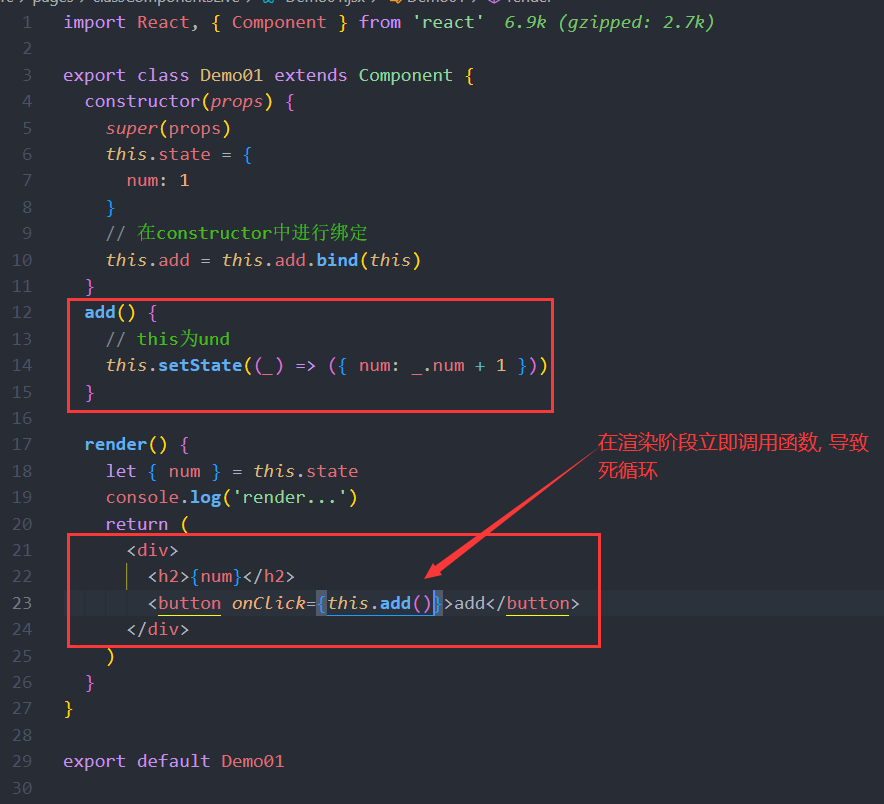 pages / classComponentsLive / Demo01.jsx / Demo01 / render
1 import React, { Component } from 'react' 6.9k (gzipped: 2.7k)
2
3 export class Demo01 extends Component {
4 constructor(props) {
5 super(props)
6 this.state = {
7 num: 1
8 }
9 // 在constructor中进行绑定
10 this.add = this.add.bind(this)
11 }
12 add() {
13 // this为und
14 this.setState((_) => ({ num: _.num + 1 }))
15 }
16
17 render() {
18 let { num } = this.state
19 console.log('render...')
20 return (
21 <div>
22 <h2>{num}</h2>
23 <button onClick={this.add()}>add</button>
24 </div>
25 )
26 }
27 }
28
29 export default Demo01
30
在渲染阶段立即调用函数, 导致
死循环